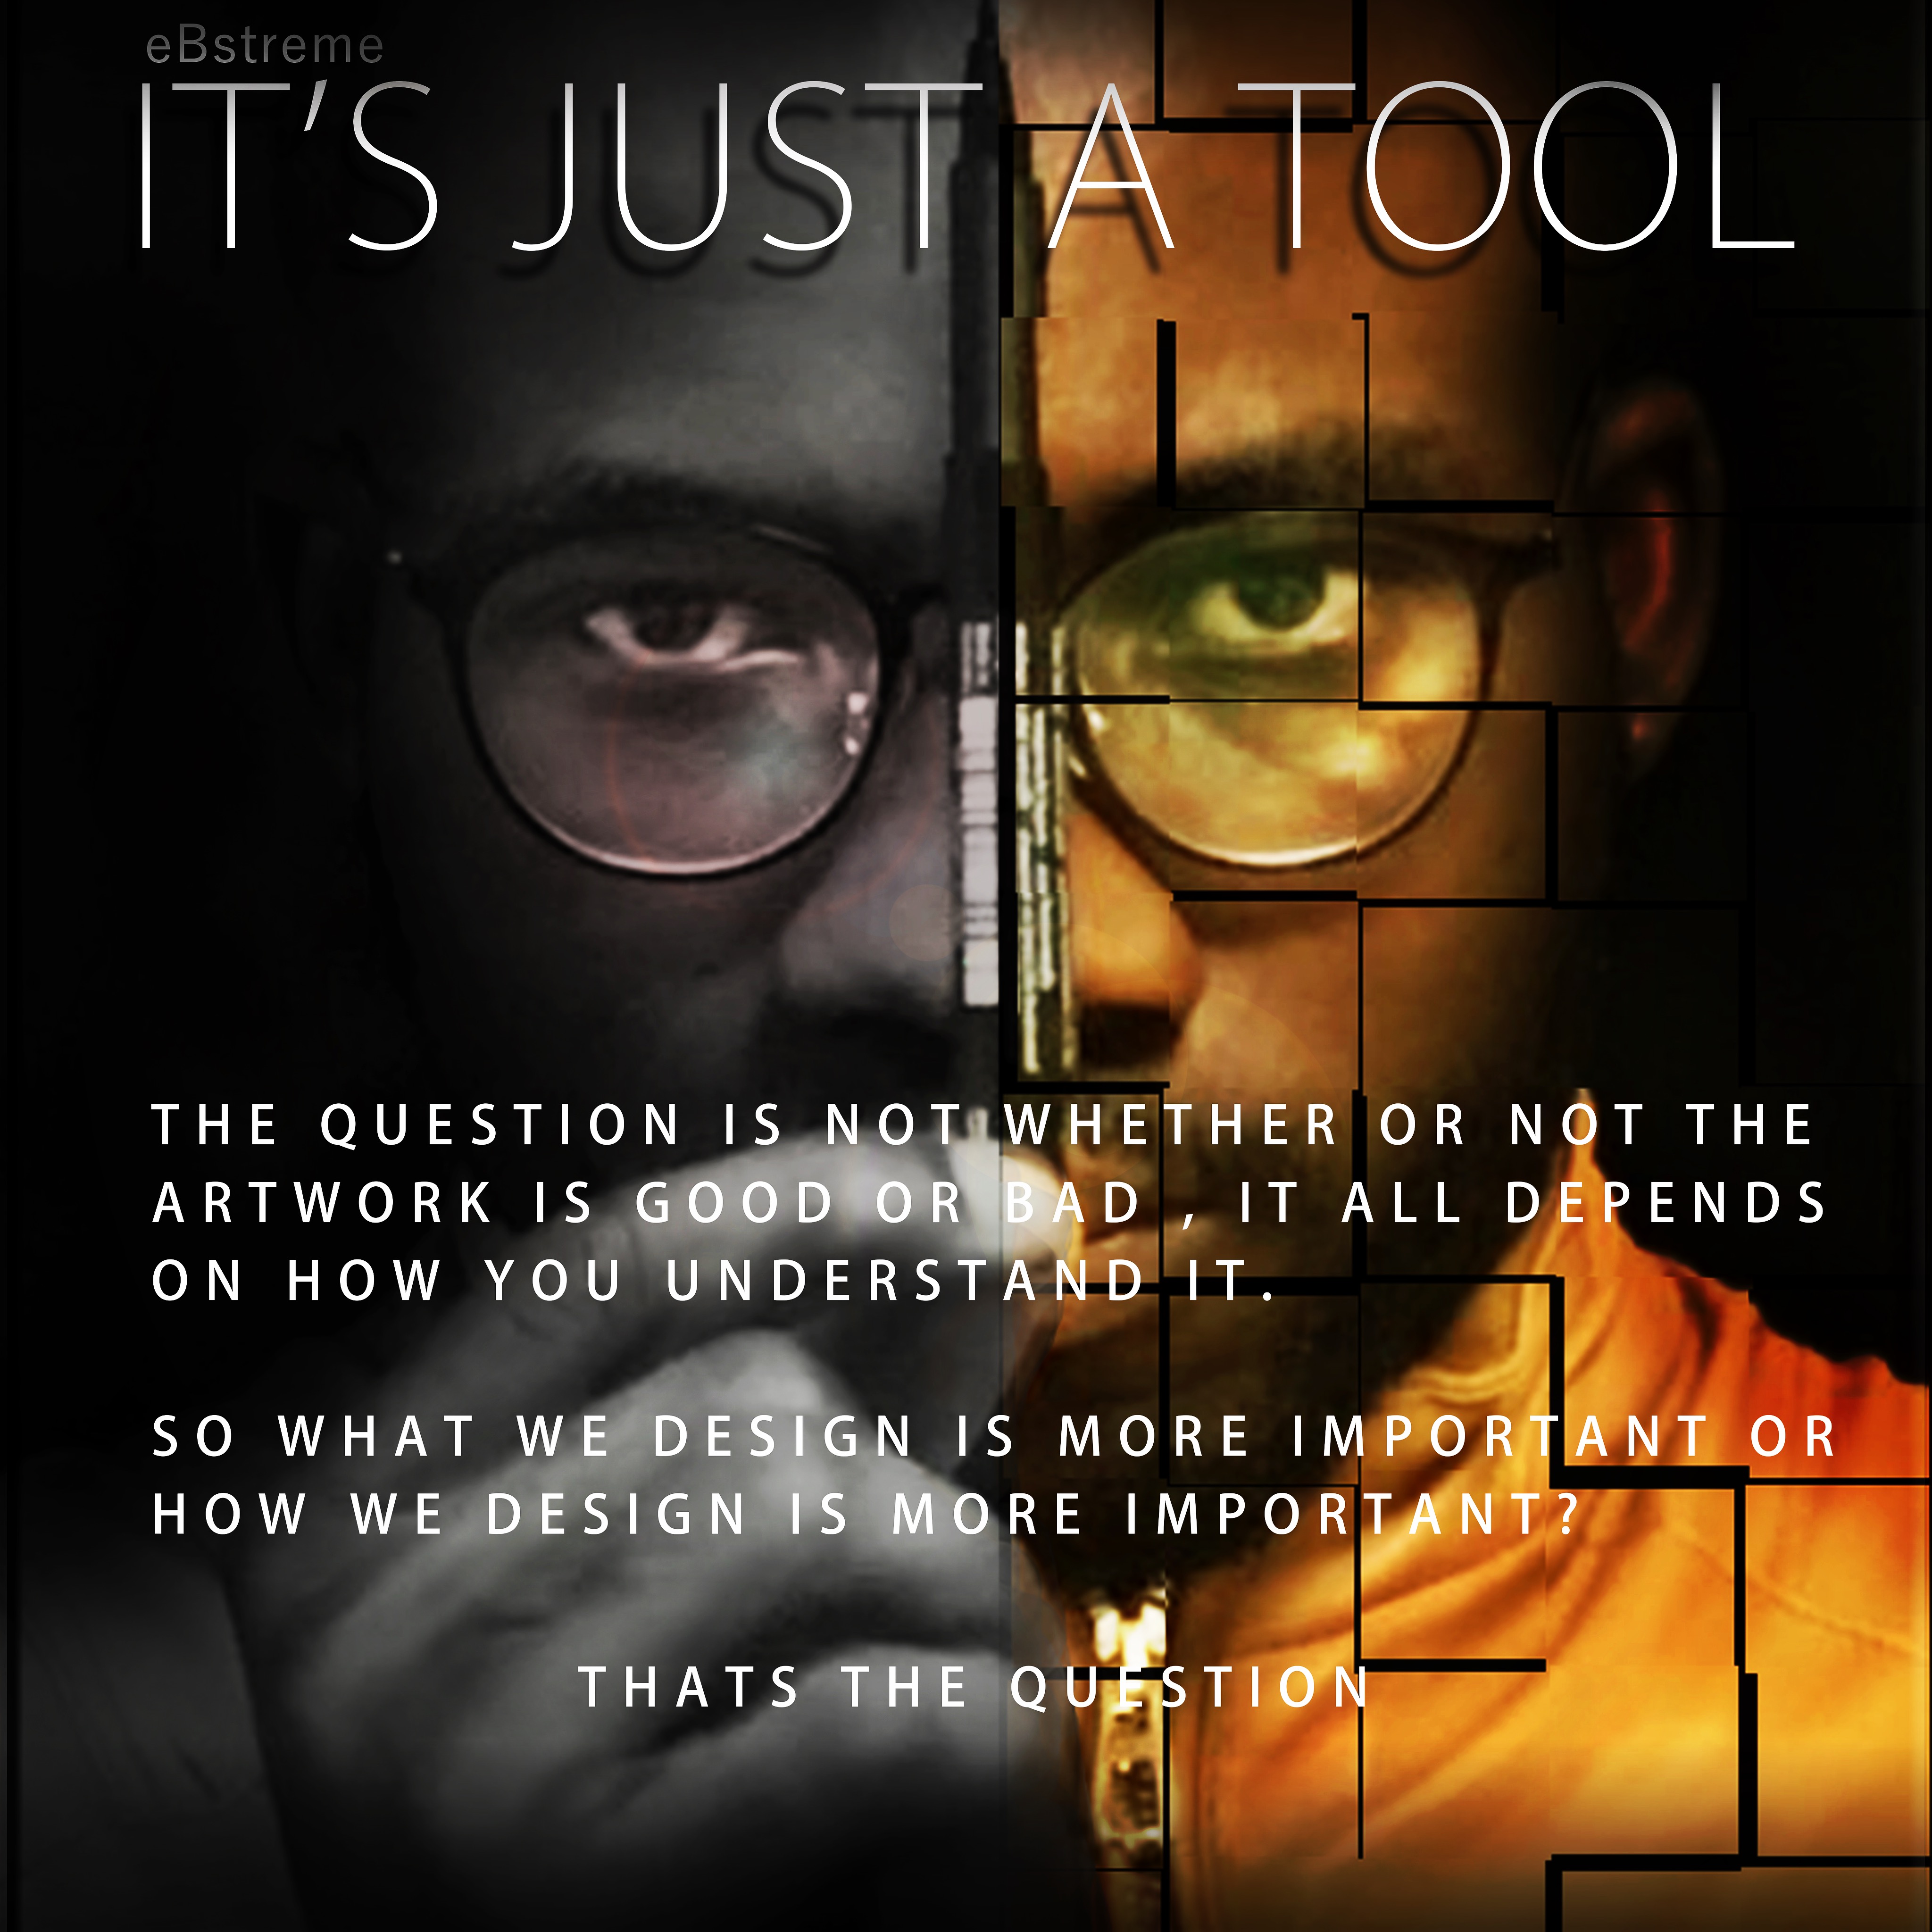 eBstreme
IT'S JUST A TOOL
THE QUESTION IS NOT WHETHER OR NOT THE
ARTWORK IS GOOD OR BAD , IT ALL DEPENDS
ON HOW YOU UNDERSTAND IT.
SO WHAT WE DESIGN IS MORE IMPORTANT OR
HOW WE DESIGN IS MORE IMPORTANT?
THATS THE QUESTION